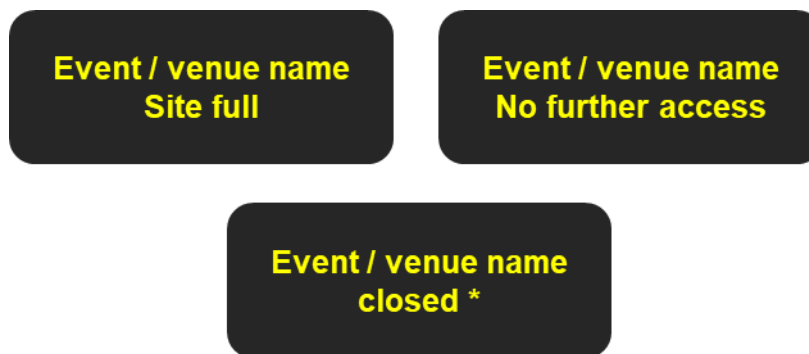 Event / venue name
Site full
Event / venue name
No further access
Event / venue name
closed *